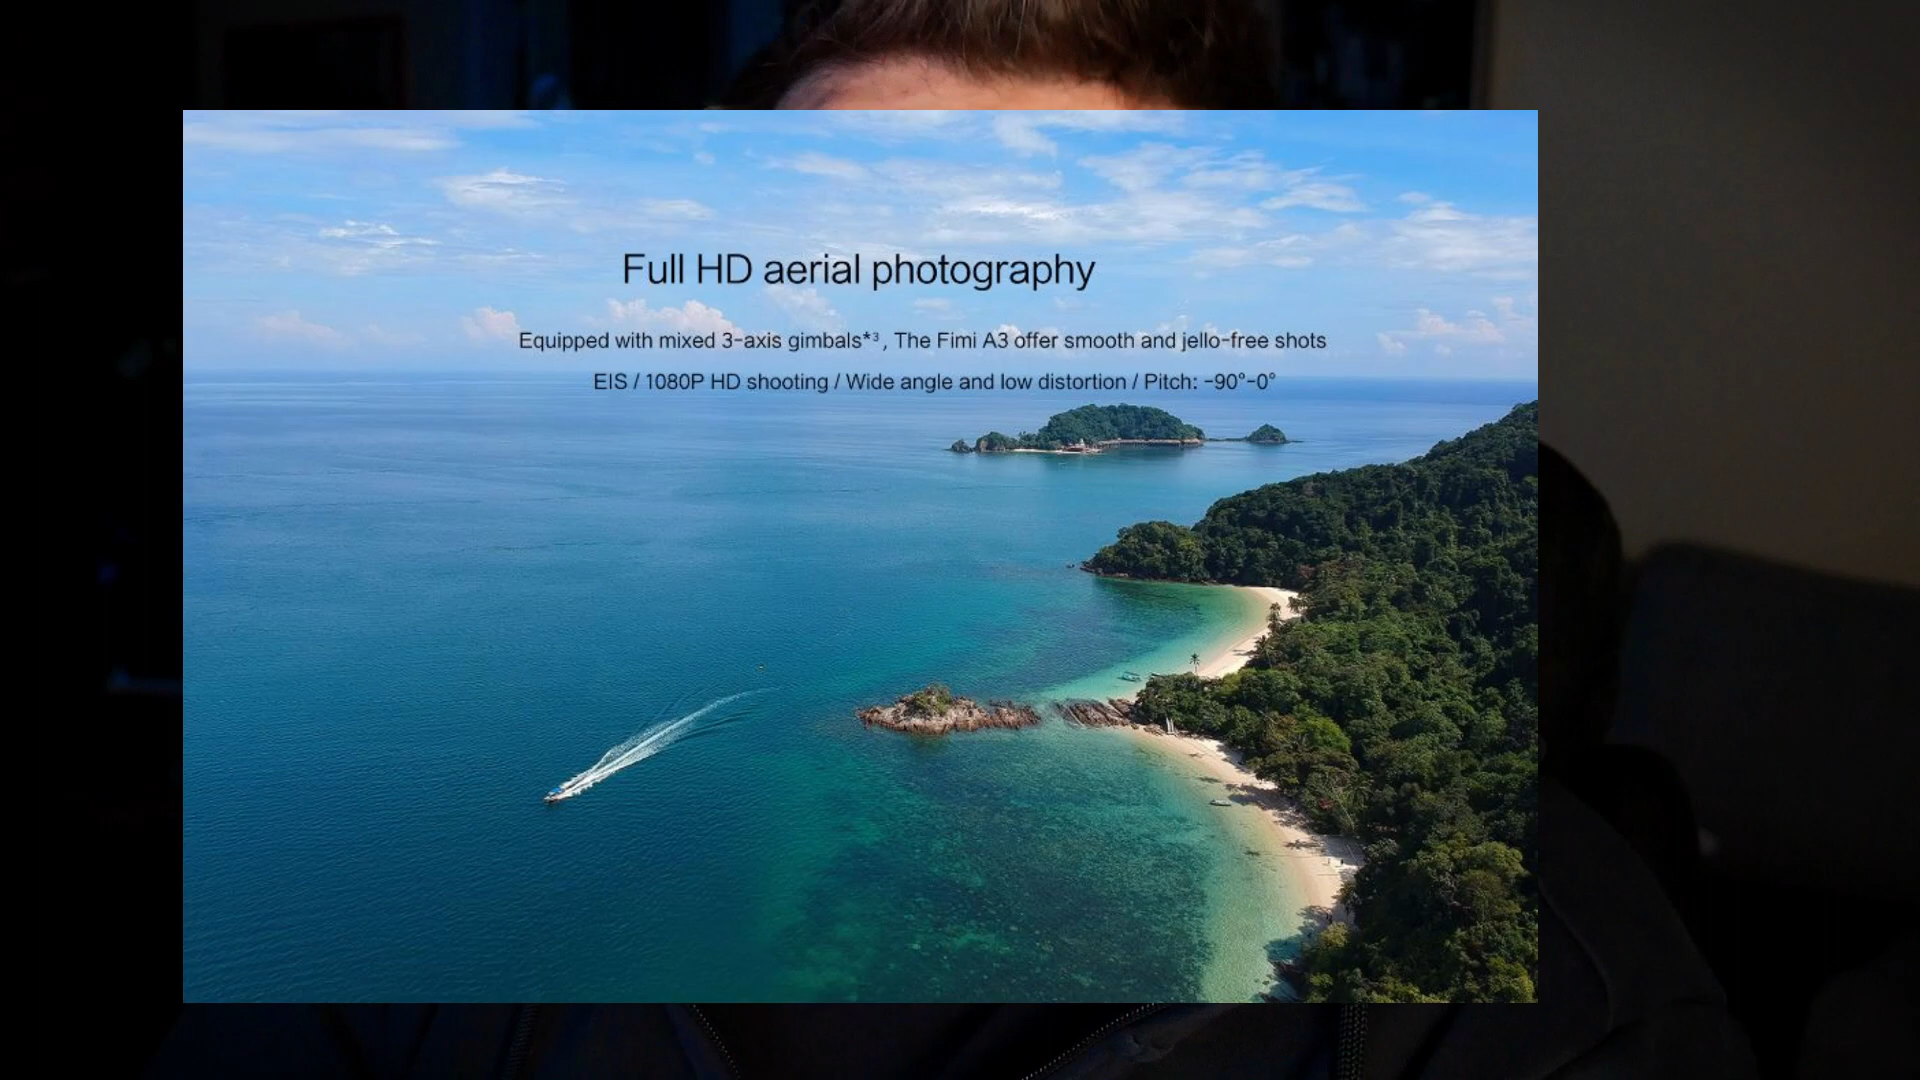 Full HD aerial photography
Equipped with mixed 3-axis gimbals*³, The Fimi A3 offer smooth and jello-free shots
EIS / 1080P HD shooting / Wide angle and low distortion / Pitch: -90°-0°